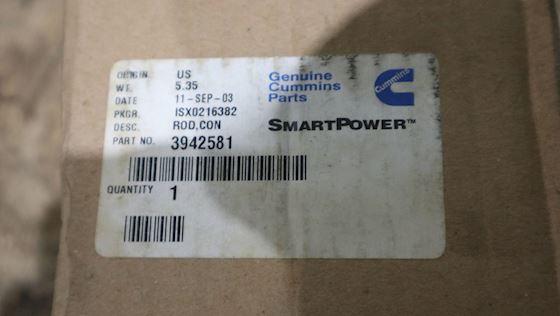 ORIGIN US
WT. 5.35
DATE 11-SEP-03
PKGR. ISX0216382
DESC. ROD,CON
PART NO. 3942581
QUANTITY 1
Genuine
Cummins
Parts
Cummins
SMARTPOWER™